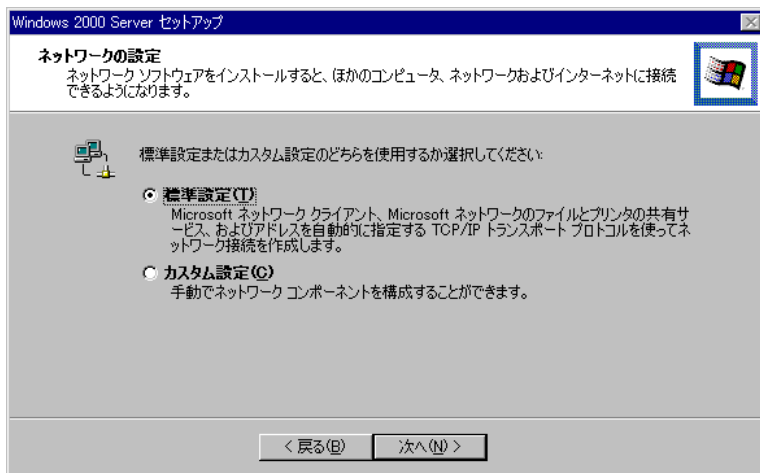 Windows 2000 Server セットアップ
ネットワークの設定
ネットワーク ソフトウェアをインストールすると、ほかのコンピュータ、ネットワークおよびインターネットに接続
できるようになります。
標準設定またはカスタム設定のどちらを使用するか選択してください:
標準設定(T)
Microsoft ネットワーク クライアント、Microsoft ネットワークのファイルとプリンタの共有サ
ービス、およびアドレスを自動的に指定する TCP/IP トランスポート プロトコルを使ってネ
ットワーク接続を作成します。
カスタム設定(C)
手動でネットワーク コンポーネントを構成することができます。
< 戻る(B)
次へ(N) >